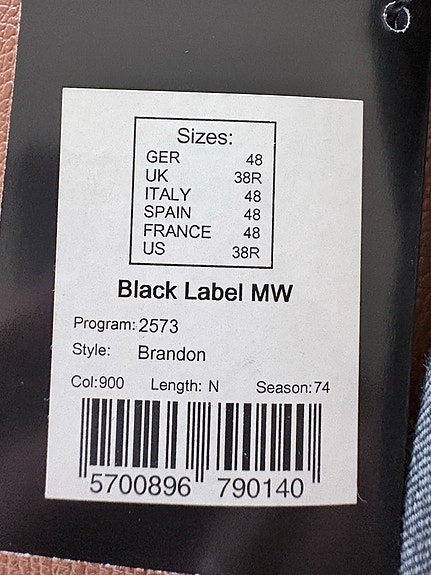 Sizes:
GER 48
UK 38R
ITALY 48
SPAIN 48
FRANCE 48
US 38R
Black Label MW
Program: 2573
Style: Brandon
Col: 900 Length: N Season: 74
5700896 790140